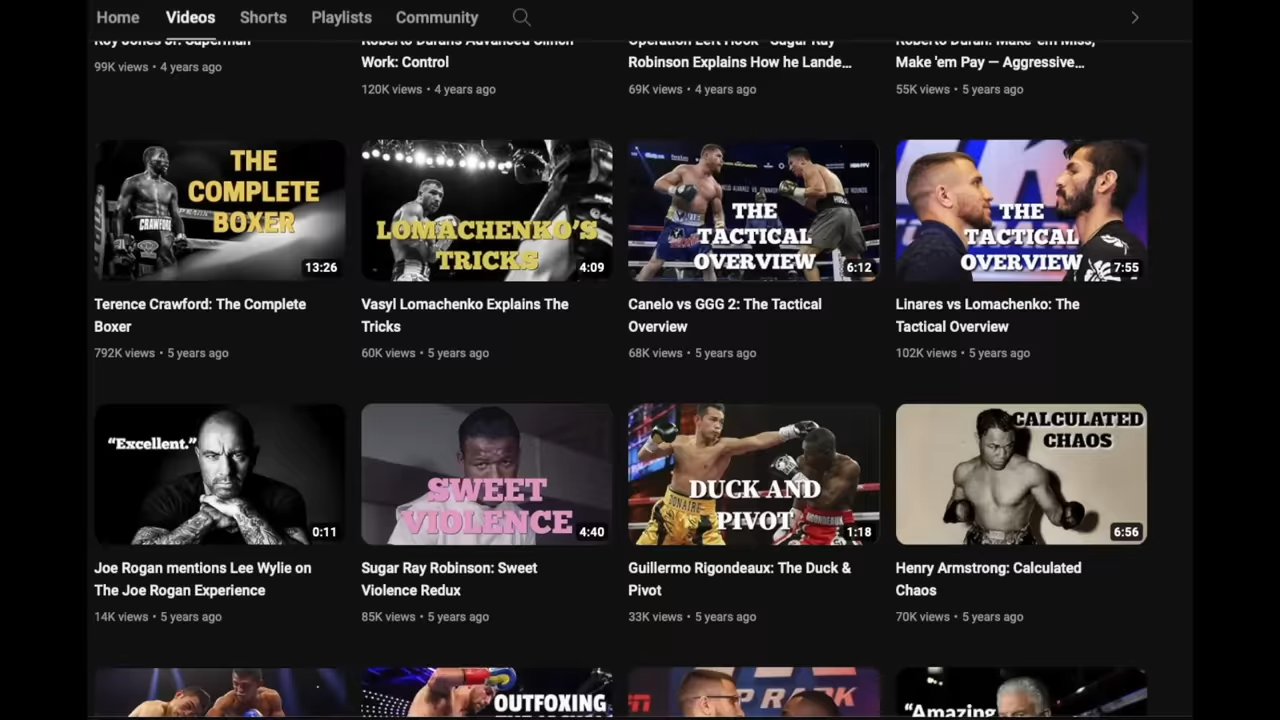 Home Videos Shorts Playlists Community
Roy Jones Jr: Superman
Roberto Duran's Advanced Clinch
Operation Left Hook - Sugar Ray
Roberto Duran: Make 'em Miss,
99K views • 4 years ago
Work: Control
Robinson Explains How he Lande...
Make 'em Pay — Aggressive...
120K views • 4 years ago
69K views • 4 years ago
55K views • 5 years ago
THE
COMPLETE
BOXER
CRAWFORD
13:26
LOMACHENKO'S
TRICKS
4:09
THE
TACTICAL
OVERVIEW
6:12
THE
TACTICAL
OVERVIEW
7:55
Terence Crawford: The Complete
Boxer
792K views • 5 years ago
Vasyl Lomachenko Explains The
Tricks
60K views • 5 years ago
Canelo vs GGG 2: The Tactical
Overview
68K views • 5 years ago
Linares vs Lomachenko: The
Tactical Overview
102K views • 5 years ago
“Excellent.”
0:11
SWEET
VIOLENCE
4:40
DUCK AND
PIVOT
DONAIRE
RIGONDEAUX
1:18
CALCULATED
CHAOS
6:56
Joe Rogan mentions Lee Wylie on
The Joe Rogan Experience
14K views • 5 years ago
Sugar Ray Robinson: Sweet
Violence Redux
85K views • 5 years ago
Guillermo Rigondeaux: The Duck &
Pivot
33K views • 5 years ago
Henry Armstrong: Calculated
Chaos
70K views • 5 years ago
OUTFOXING
P RANK
“Amazing